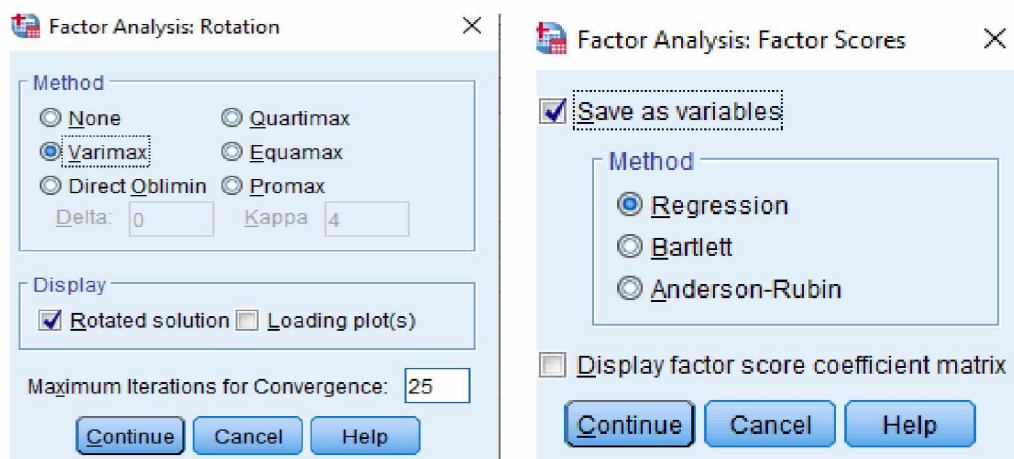 Factor Analysis: Rotation
Method
None Quartimax
Varimax Equamax
Direct Oblimin Promax
Delta: 0 Kappa 4
Display
Rotated solution Loading plot(s)
Maximum Iterations for Convergence: 25
Continue Cancel Help
Factor Analysis: Factor Scores
Save as variables
Method
Regression
Bartlett
Anderson-Rubin
Display factor score coefficient matrix
Continue Cancel Help